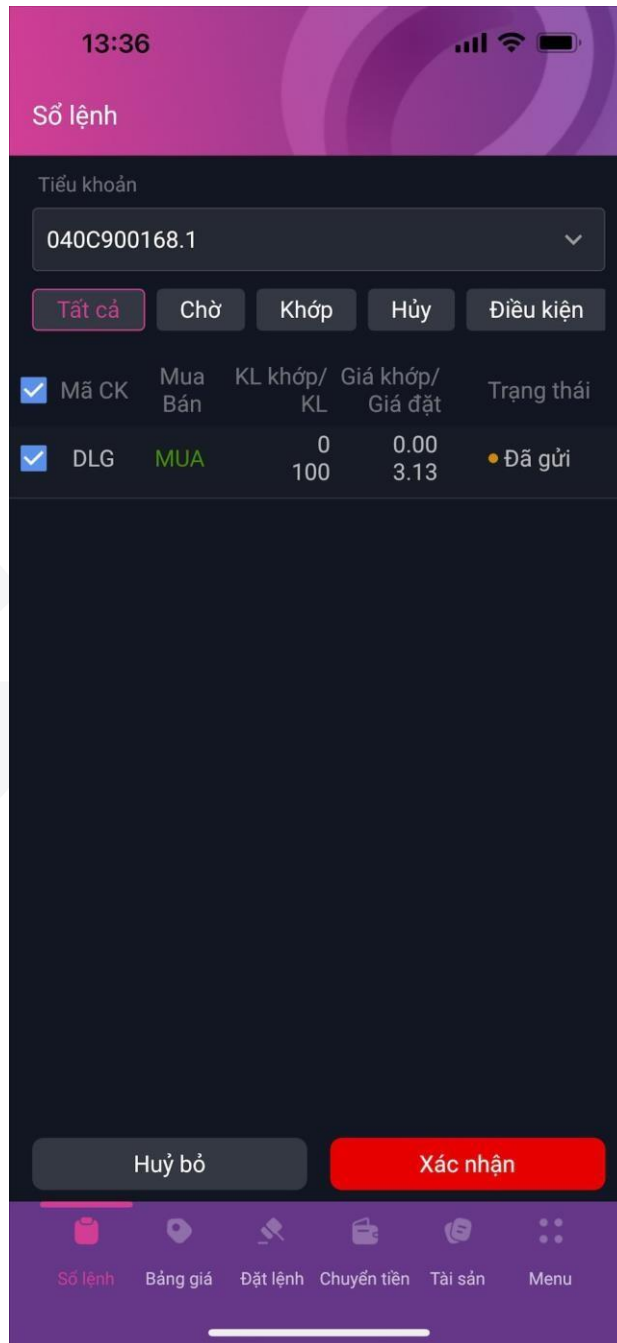 13:36
Sổ lệnh
Tiểu khoản
040C900168.1
Tất cả Chờ Khớp Hủy Điều kiện
Mã CK Mua Bán KL khớp/ KL Giá khớp/ Giá đặt Trạng thái
DLG MUA 0 100 0.00 3.13 Đã gửi
Huỷ bỏ Xác nhận
Sổ lệnh Bảng giá Đặt lệnh Chuyển tiền Tài sản Menu